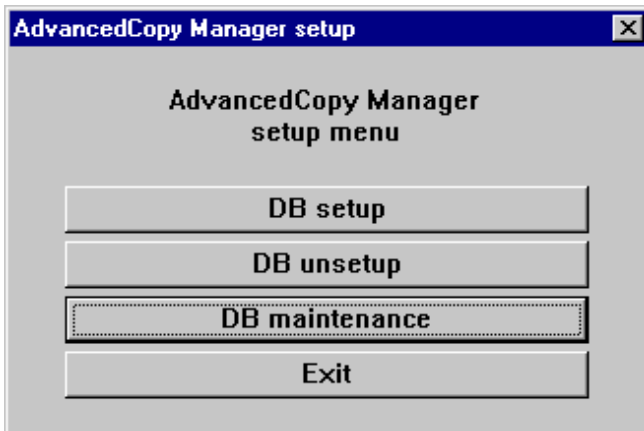 AdvancedCopy Manager setup
AdvancedCopy Manager
setup menu
DB setup
DB unsetup
DB maintenance
Exit